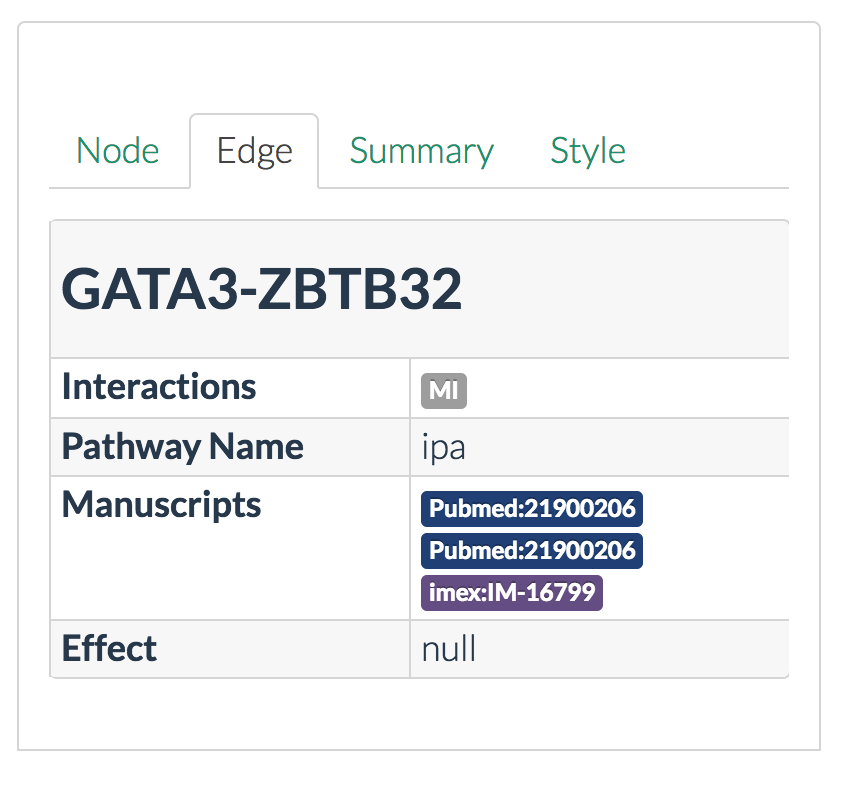 Node Edge Summary Style
GATA3-ZBTB32
Interactions MI
Pathway Name ipa
Manuscripts Pubmed:21900206
Pubmed:21900206
imex:IM-16799
Effect null